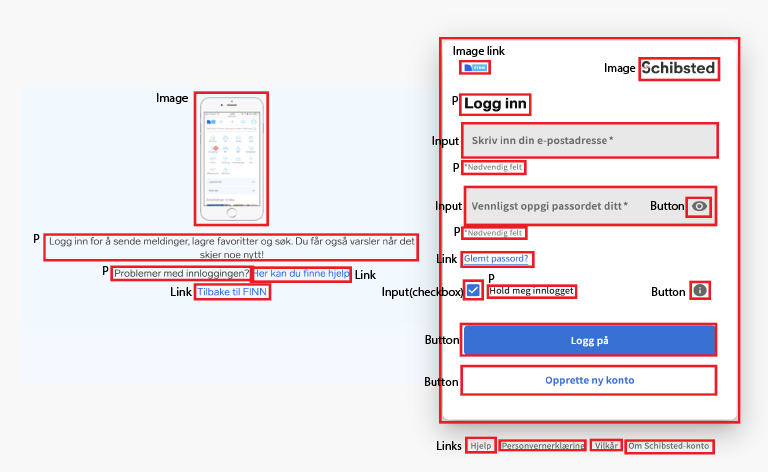 Image link
FINN
Image Schibsted
P Logg inn
Input Skriv inn din e-postadresse *
P *Nødvendig felt
Input Vennligst oppgi passordet ditt * Button
P *Nødvendig felt
Link Glemt passord?
P
Input(checkbox) Hold meg innlogget Button
Button Logg på
Button Opprette ny konto
Links Hjelp Personvernerklæring Vilkår Om Schibsted-konto
Image
P Logg inn for å sende meldinger, lagre favoritter og søk. Du får også varsler når det
skjer noe nytt!
P Problemer med innloggingen? Her kan du finne hjelp Link
Link Tilbake til FINN